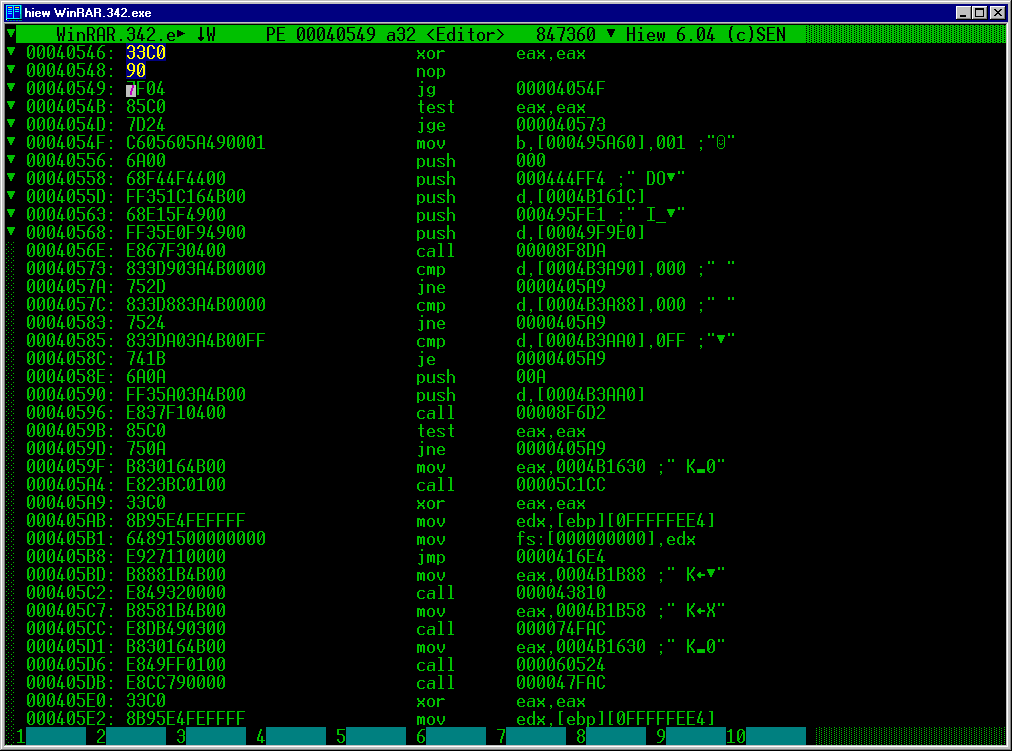 hiew WinRAR.342.exe
WinRAR.342.e► ↓W PE 00040549 a32 <Editor> 847360 ▼ Hiew 6.04 (c)SEN
00040546: 33C0 xor eax,eax
00040548: 90 nop
00040549: 7F04 jg 00004054F
0004054B: 85C0 test eax,eax
0004054D: 7D24 jge 000040573
0004054F: C605605A490001 mov b,[000495A60],001 ;"☺"
00040556: 6A00 push 000
00040558: 68F44F4400 push 000444FF4 ;" DO▼"
0004055D: FF351C164B00 push d,[0004B161C]
00040563: 68E15F4900 push 000495FE1 ;" I_▼"
00040568: FF35E0F94900 push d,[00049F9E0]
0004056E: E867F30400 call 00008F8DA
00040573: 833D903A4B0000 cmp d,[0004B3A90],000 ;" "
0004057A: 752D jne 0000405A9
0004057C: 833D883A4B0000 cmp d,[0004B3A88],000 ;" "
00040583: 7524 jne 0000405A9
00040585: 833DA03A4B00FF cmp d,[0004B3AA0],0FF ;"▼"
0004058C: 741B je 0000405A9
0004058E: 6A0A push 00A
00040590: FF35A03A4B00 push d,[0004B3AA0]
00040596: E837F10400 call 00008F6D2
0004059B: 85C0 test eax,eax
0004059D: 750A jne 0000405A9
0004059F: B830164B00 mov eax,0004B1630 ;" K▬0"
000405A4: E823BC0100 call 00005C1CC
000405A9: 33C0 xor eax,eax
000405AB: 8B95E4FEFFFF mov edx,[ebp][0FFFFFEE4]
000405B1: 64891500000000 mov fs:[000000000],edx
000405B8: E927110000 jmp 0000416E4
000405BD: B8881B4B00 mov eax,0004B1B88 ;" K←▼"
000405C2: E849320000 call 000043810
000405C7: B8581B4B00 mov eax,0004B1B58 ;" K←X"
000405CC: E8DB490300 call 000074FAC
000405D1: B830164B00 mov eax,0004B1630 ;" K▬0"
000405D6: E849FF0100 call 000060524
000405DB: E8CC790000 call 000047FAC
000405E0: 33C0 xor eax,eax
000405E2: 8B95E4FEFFFF mov edx,[ebp][0FFFFFEE4]
1 2 3 4 5 6 7 8 9 10